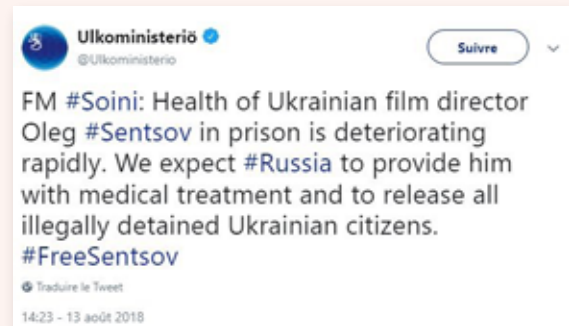 Ulkoministeriö
@Ulkoministerio
Suivre
FM #Soini: Health of Ukrainian film director
Oleg #Sentsov in prison is deteriorating
rapidly. We expect #Russia to provide him
with medical treatment and to release all
illegally detained Ukrainian citizens.
#FreeSentsov
Traduire le Tweet
14:23 - 13 août 2018